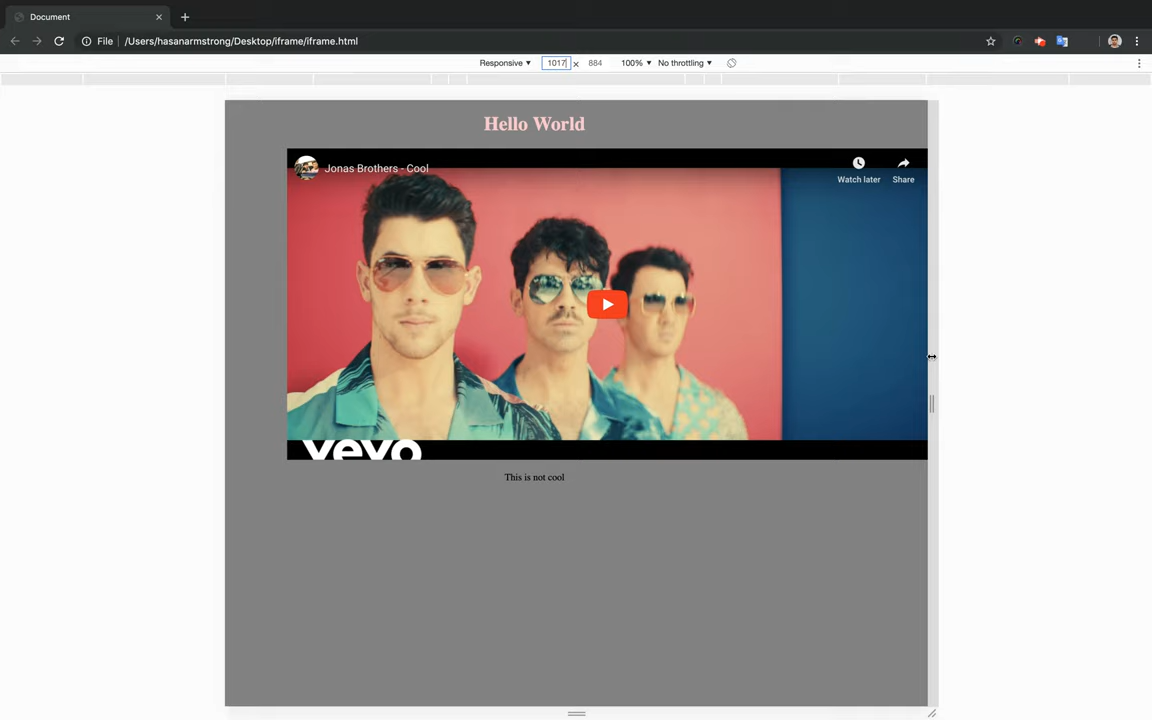 Document
File
/Users/hasanarmstrong/Desktop/iframe/iframe.html
Responsive
1017
884
100%
No throttling
Hello World
Jonas Brothers - Cool
Watch later
Share
vevo
This is not cool